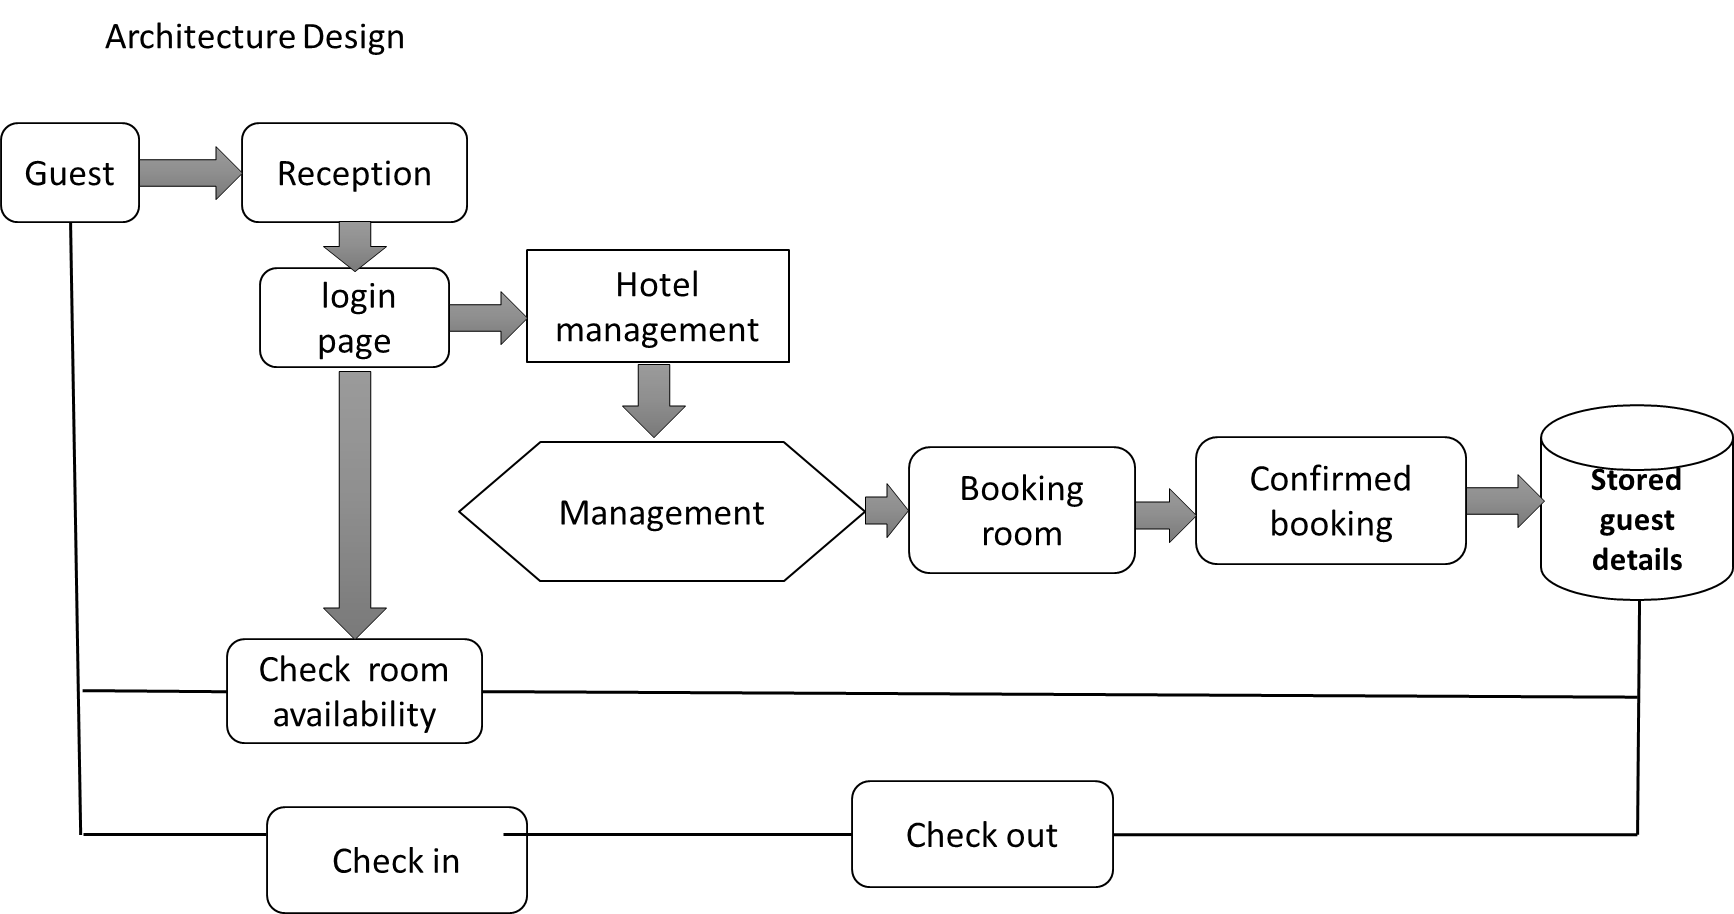 Architecture Design
Guest
Reception
login
page
Hotel
management
Management
Booking
room
Confirmed
booking
Stored
guest
details
Check room
availability
Check in
Check out